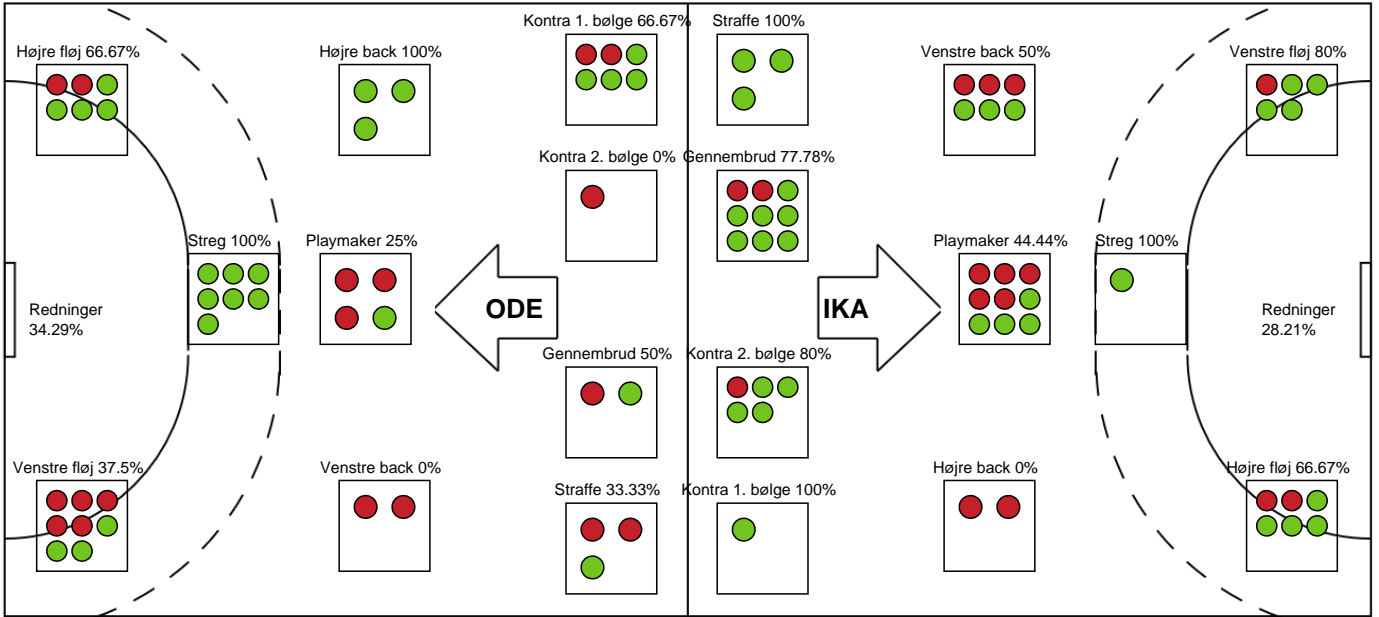 Kontra 1. bølge 66.67%
Straffe 100%
Højre fløj 66.67%
Højre back 100%
Venstre back 50%
Venstre fløj 80%
Kontra 2. bølge 0%
Gennembrud 77.78%
Streg 100%
Playmaker 25%
Playmaker 44.44%
Streg 100%
Redninger
34.29%
ODE
IKA
Redninger
28.21%
Gennembrud 50%
Kontra 2. bølge 80%
Venstre fløj 37.5%
Venstre back 0%
Højre back 0%
Højre fløj 66.67%
Straffe 33.33%
Kontra 1. bølge 100%